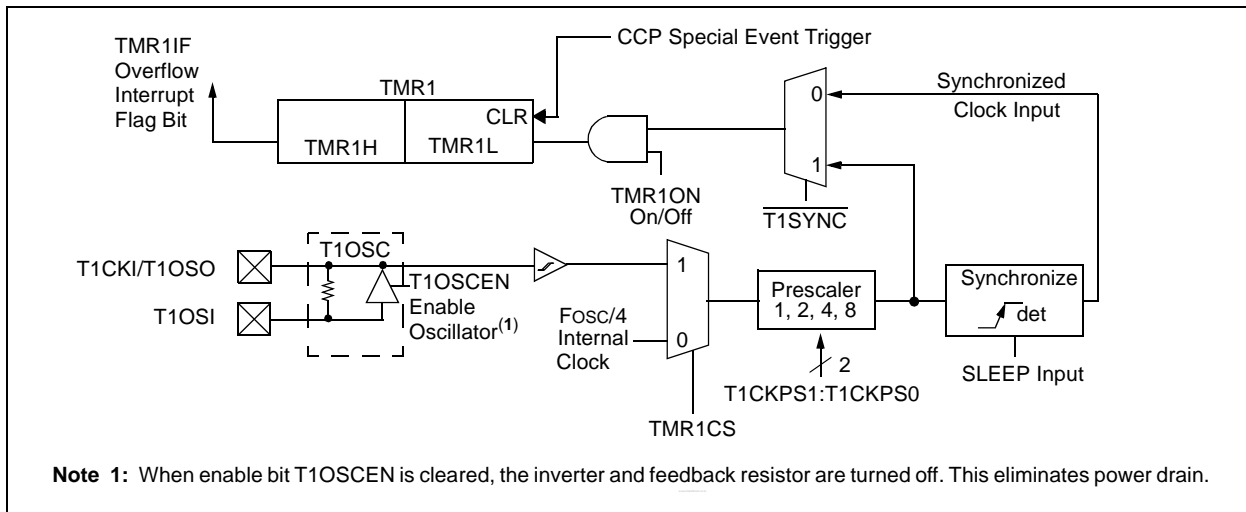 TMR1IF
Overflow
Interrupt
Flag Bit
CCP Special Event Trigger
TMR1
CLR
TMR1H
TMR1L
TMR1ON
On/Off
0
1
T1SYNC
Synchronized
Clock Input
T1CKI/T1OSO
T1OSI
T1OSC
T1OSCEN
Enable
Oscillator(1)
FOSC/4
Internal
Clock
1
0
TMR1CS
Prescaler
1, 2, 4, 8
2
T1CKPS1:T1CKPS0
Synchronize
det
SLEEP Input
Note 1: When enable bit T1OSCEN is cleared, the inverter and feedback resistor are turned off. This eliminates power drain.